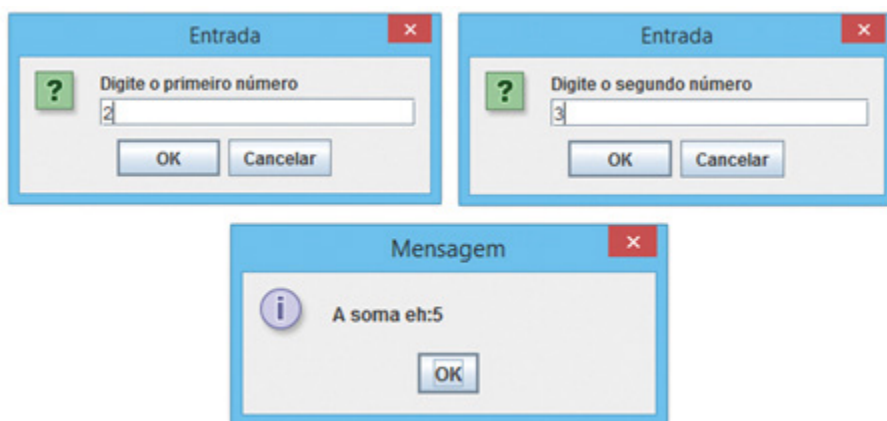 Entrada
Digite o primeiro número
2
OK Cancelar
Entrada
Digite o segundo número
3
OK Cancelar
Mensagem
A soma eh:5
OK